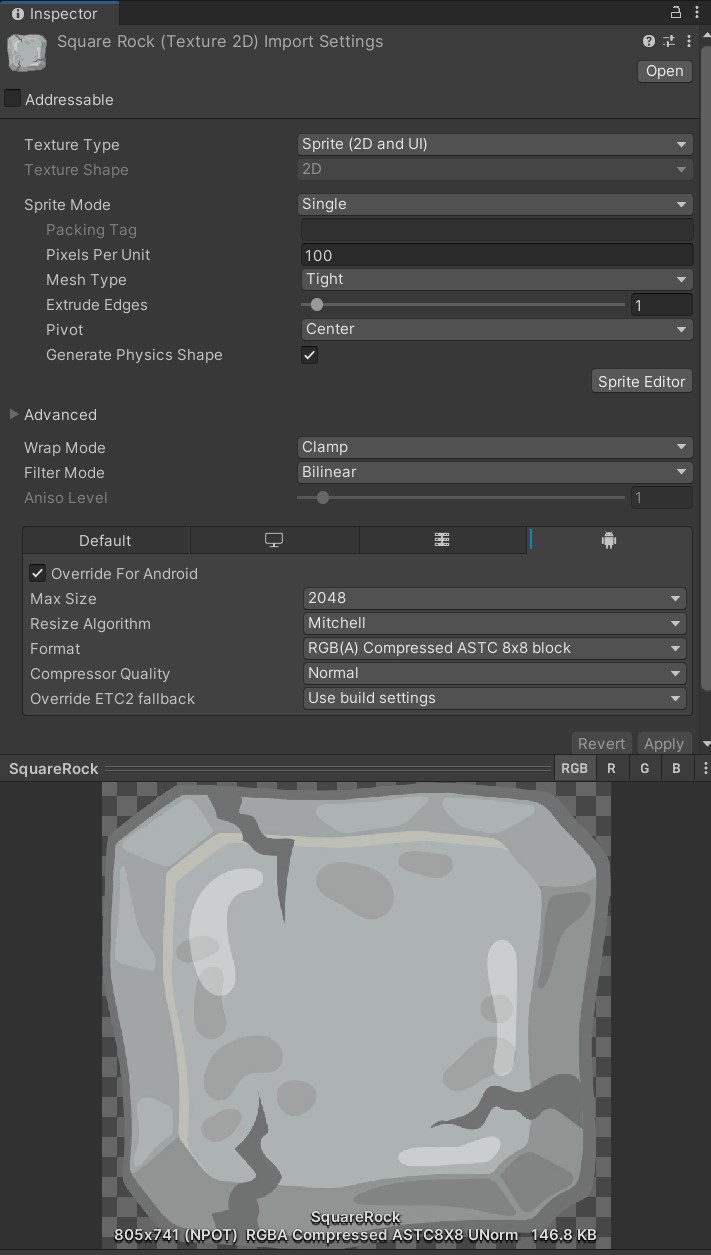 Inspector
Square Rock (Texture 2D) Import Settings
Open
Addressable
Texture Type Sprite (2D and UI)
Texture Shape 2D
Sprite Mode Single
Packing Tag
Pixels Per Unit 100
Mesh Type Tight
Extrude Edges 1
Pivot Center
Generate Physics Shape
Sprite Editor
Advanced
Wrap Mode Clamp
Filter Mode Bilinear
Aniso Level 1
Default
Override For Android
Max Size 2048
Resize Algorithm Mitchell
Format RGB(A) Compressed ASTC 8x8 block
Compressor Quality Normal
Override ETC2 fallback Use build settings
Revert Apply
SquareRock RGB R G B
SquareRock
805x741 (NPOT) RGBA Compressed ASTC8X8 UNorm 146.8 KB